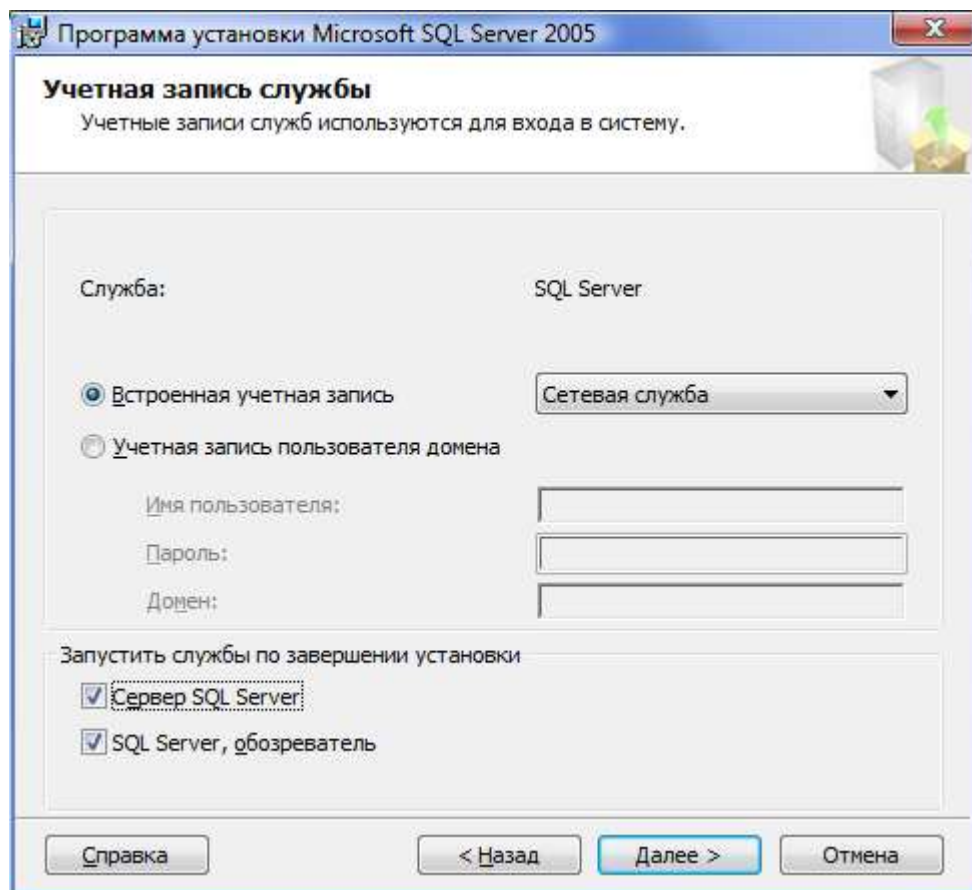 Программа установки Microsoft SQL Server 2005
Учетная запись службы
Учетные записи служб используются для входа в систему.
Служба: SQL Server
Встроенная учетная запись Сетевая служба
Учетная запись пользователя домена
Имя пользователя:
Пароль:
Домен:
Запустить службы по завершении установки
Сервер SQL Server
SQL Server, обозреватель
Справка < Назад Далее > Отмена